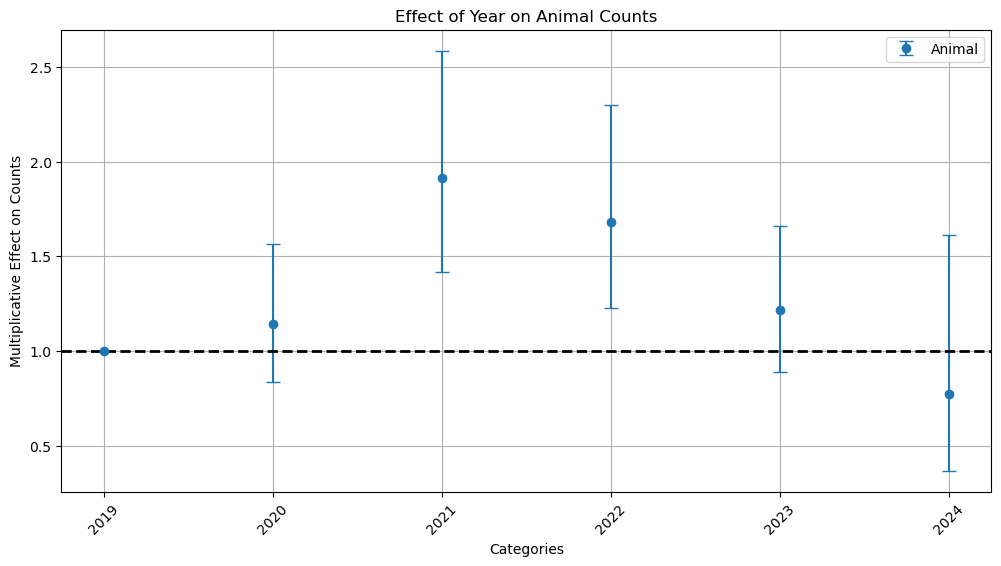 Effect of Year on Animal Counts
Animal
Multiplicative Effect on Counts
2.5
2.0
1.5
1.0
0.5
2019
2020
2021
2022
2023
2024
Categories